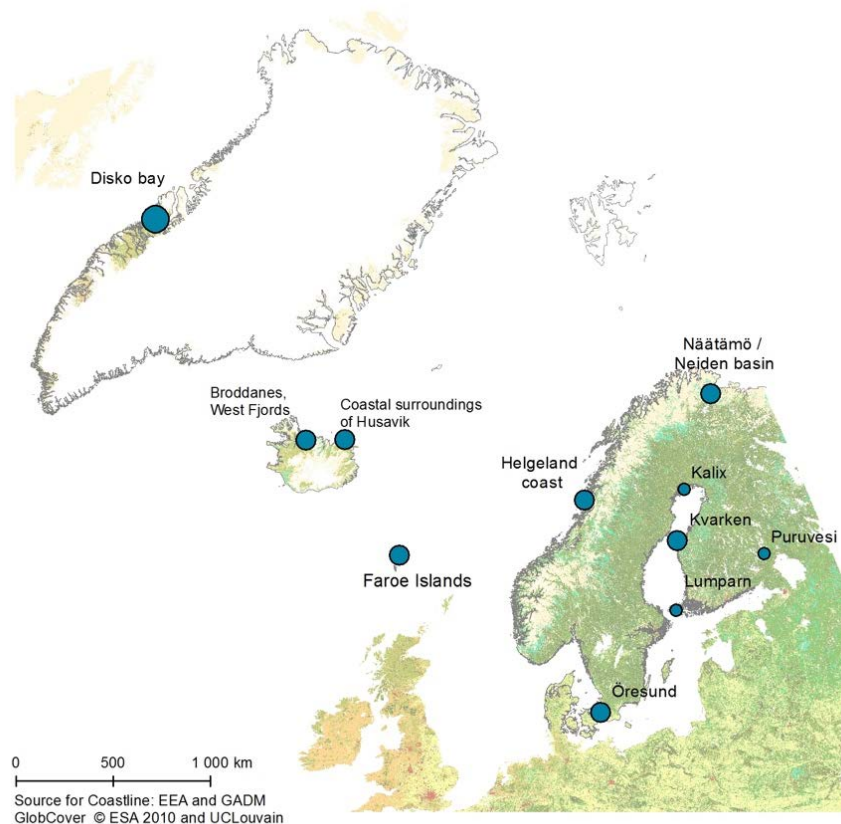 Disko bay
Näätämö /
Neiden basin
Broddanes,
West Fjords
Coastal surroundings
of Husavik
Helgeland
coast
Kalix
Kvarken
Puruvesi
Faroe Islands
Lumparn
Öresund
0 500 1 000 km
Source for Coastline: EEA and GADM
GlobCover © ESA 2010 and UCLouvain